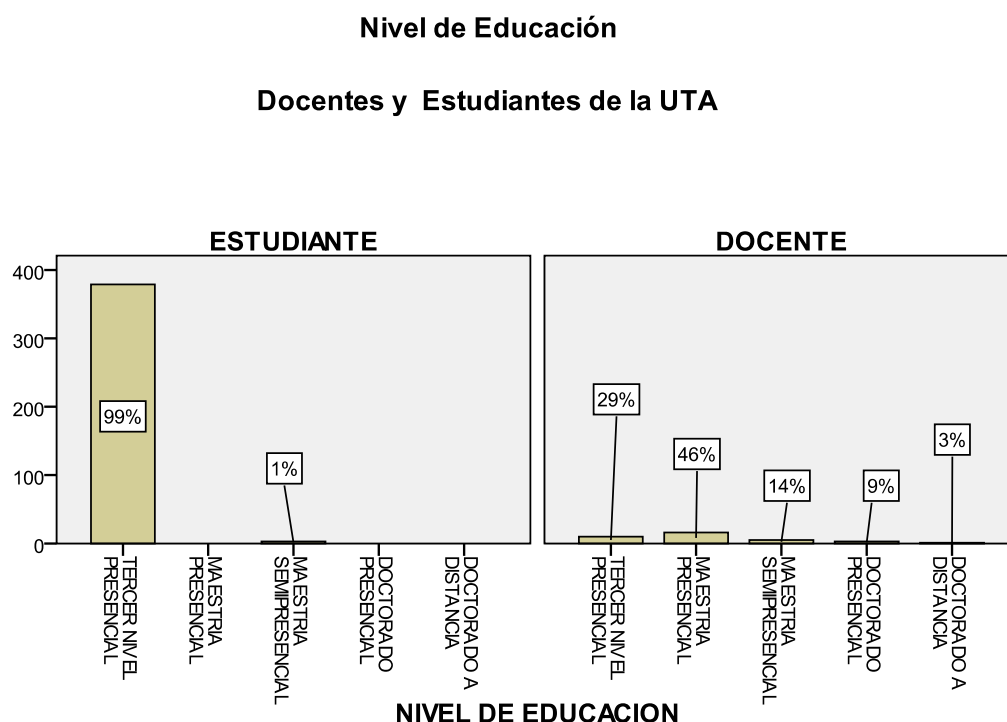 Nivel de Educación
Docentes y Estudiantes de la UTA
ESTUDIANTE
DOCENTE
400
300
200
100
0
99%
1%
29%
46%
14%
9%
3%
TERCER NIVEL
PRESENCIAL
MAESTRIA
PRESENCIAL
MAESTRIA
SEMIPRESENCIAL
DOCTORADO
PRESENCIAL
DOCTORADO A
DISTANCIA
TERCER NIVEL
PRESENCIAL
MAESTRIA
PRESENCIAL
MAESTRIA
SEMIPRESENCIAL
DOCTORADO
PRESENCIAL
DOCTORADO A
DISTANCIA
NIVEL DE EDUCACION